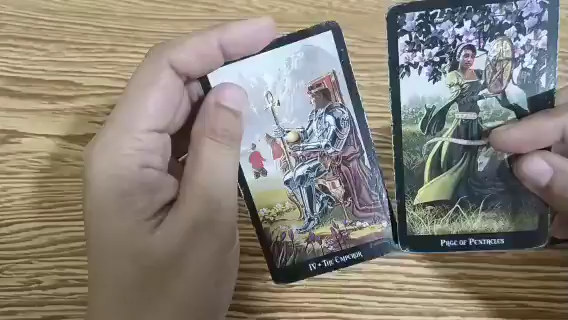 IV • The Emperor
Page of Pentacles